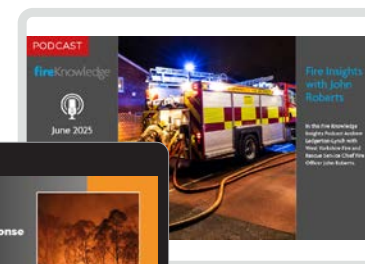 PODCAST
fireKnowledge
June 2025
Fire Insights
with John
Roberts
In this Fire Knowledge
Insights Podcast Andrew
Ledgerton-Lynch with
West Yorkshire Fire and
Rescue Service Chief Fire
Officer John Roberts.
onse